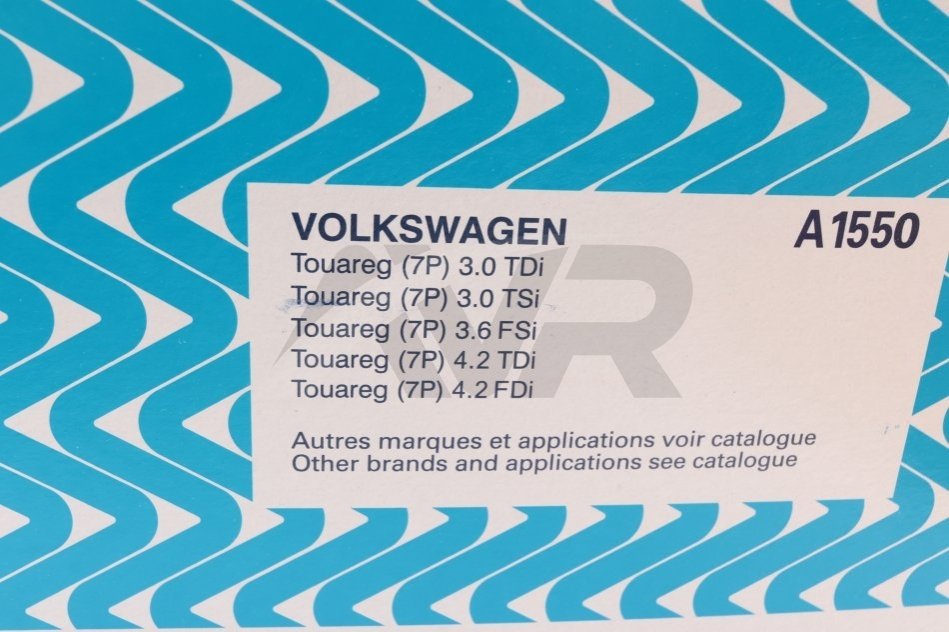 VOLKSWAGEN
A1550
Touareg (7P) 3.0 TDi
Touareg (7P) 3.0 TSi
Touareg (7P) 3.6 FSi
Touareg (7P) 4.2 TDi
Touareg (7P) 4.2 FDi
Autres marques et applications voir catalogue
Other brands and applications see catalogue
VR